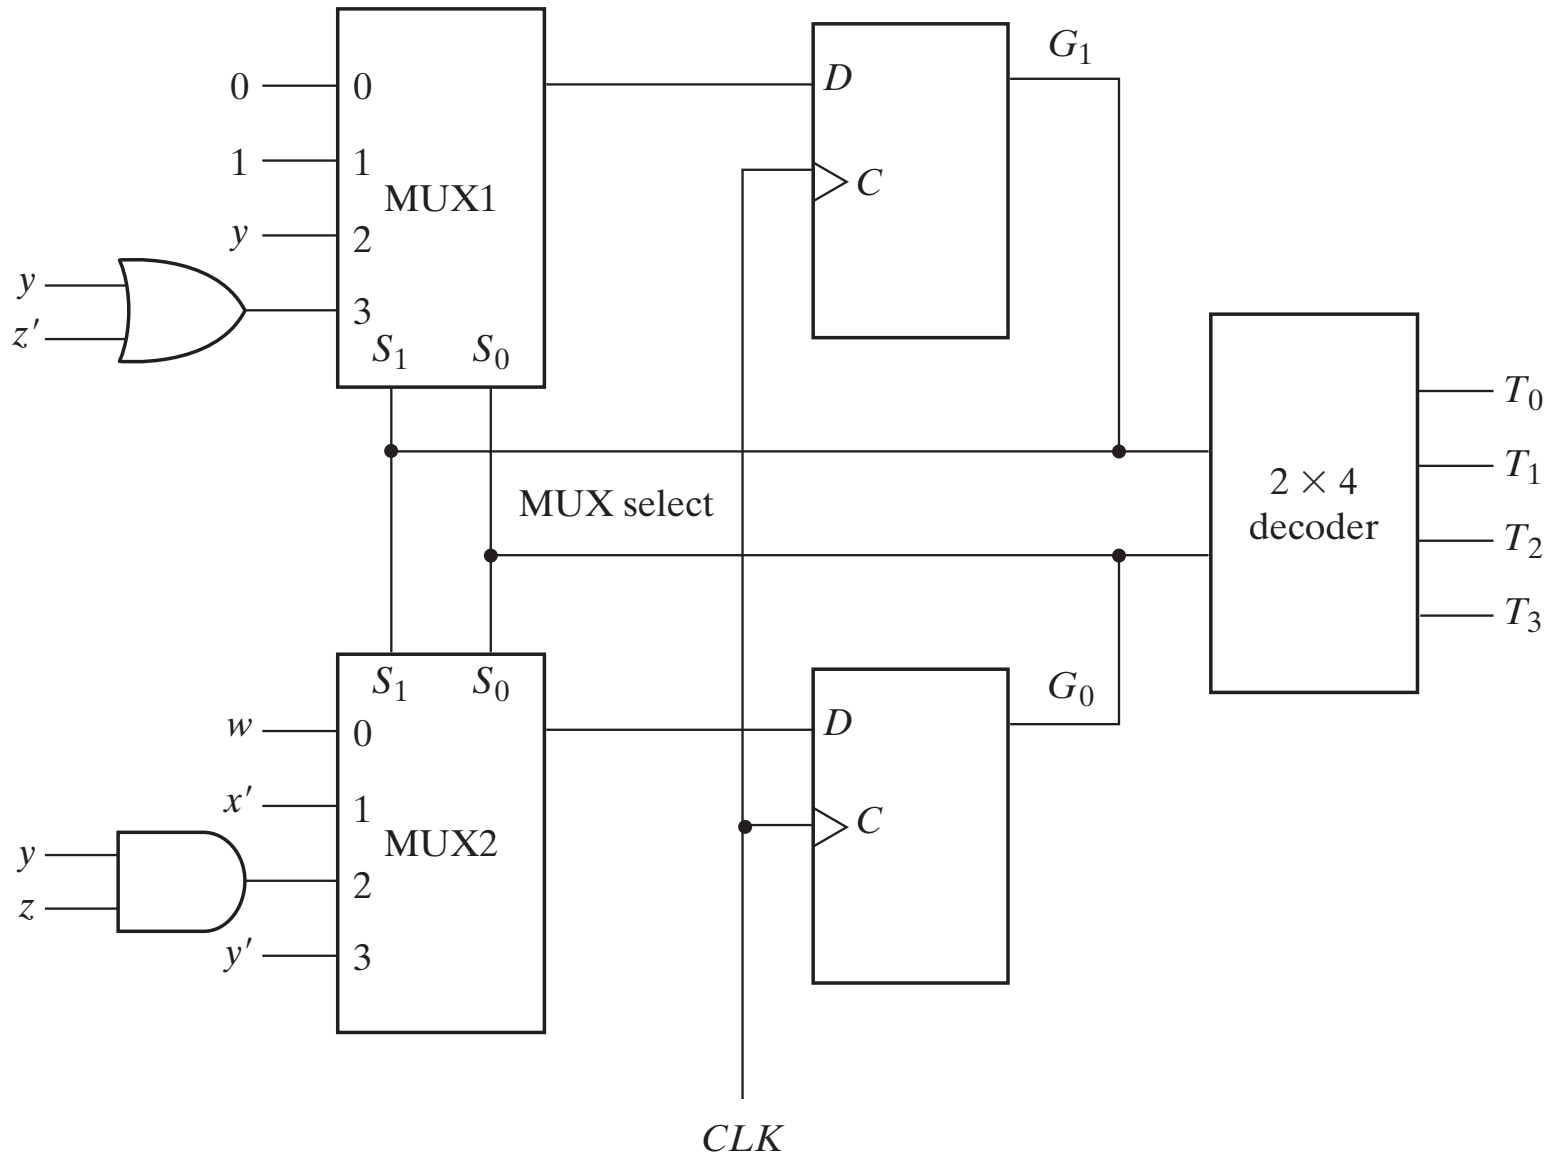 G₁
0 0 D
1 1
MUX1 C
y 2
y
3
z′
S₁ S₀
T₀
T₁
2 × 4
MUX select
decoder
T₂
T₃
S₁ S₀ G₀
w 0 D
x′ 1
MUX2 C
y
2
z
y′ 3
CLK